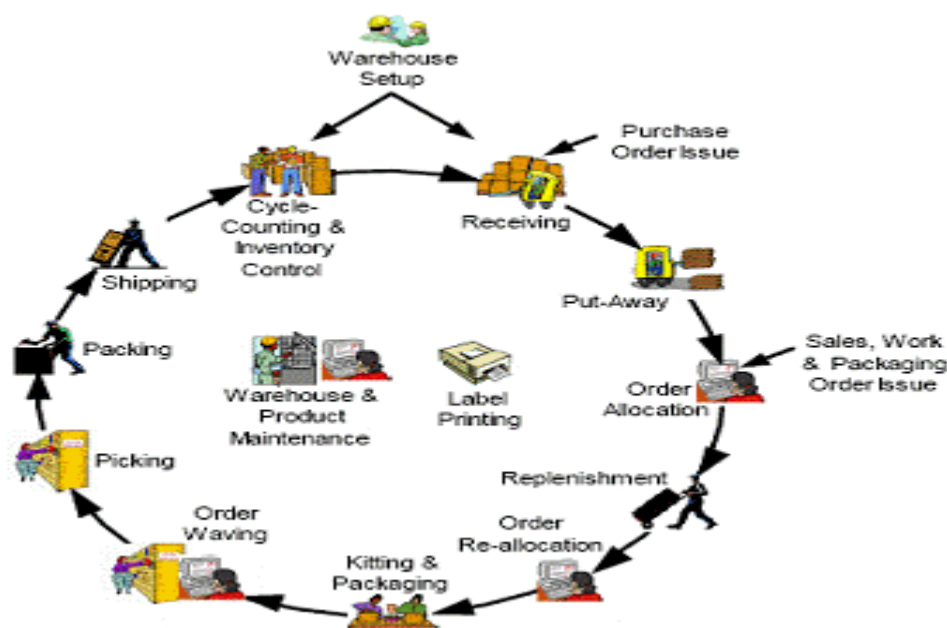 Warehouse
Setup
Purchase
Order Issue
Cycle-
Counting &
Inventory
Control
Receiving
Shipping
Put-Away
Packing
Sales, Work
& Packaging
Order Issue
Order
Allocation
Warehouse &
Product
Maintenance
Label
Printing
Picking
Replenishment
Order
Waving
Order
Re-allocation
Kitting &
Packaging